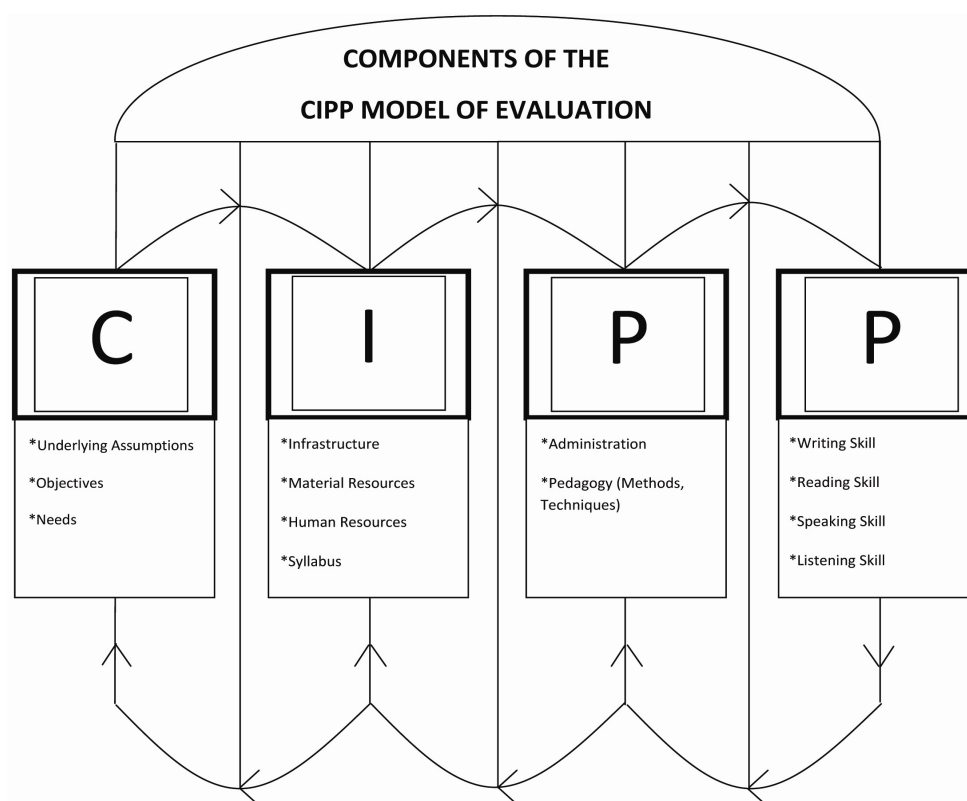 COMPONENTS OF THE
CIPP MODEL OF EVALUATION
C
I
P
P
*Underlying Assumptions
*Objectives
*Needs
*Infrastructure
*Material Resources
*Human Resources
*Syllabus
*Administration
*Pedagogy (Methods,
Techniques)
*Writing Skill
*Reading Skill
*Speaking Skill
*Listening Skill